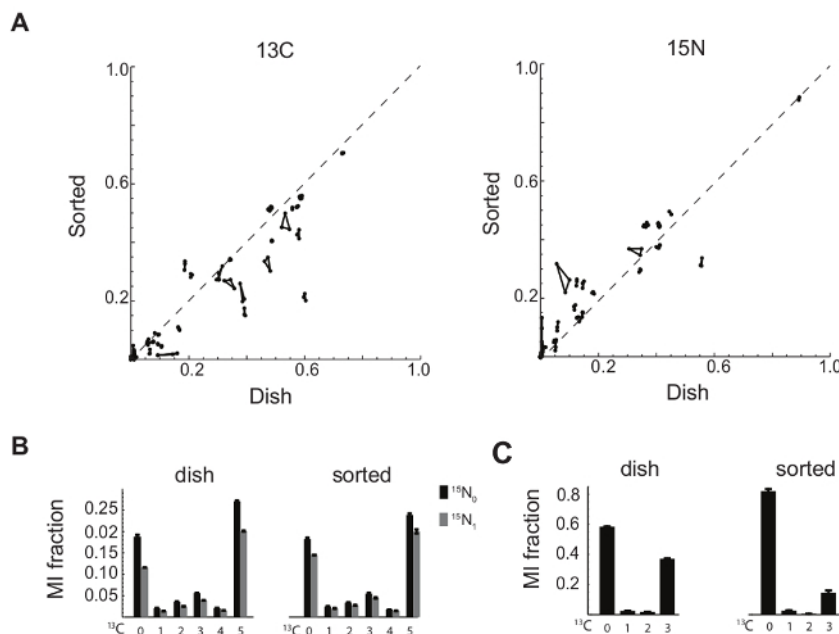 A
13C
15N
1.0
0.6
0.2
Sorted
0.2
0.6
1.0
Dish
1.0
0.6
0.2
Sorted
0.2
0.6
1.0
Dish
B
dish
sorted
15N0
15N1
MI fraction
0.25
0.02
0.15
0.05
13C 0 1 2 3 4 5
13C 0 1 2 3 4 5
C
dish
sorted
MI fraction
0.8
0.6
0.4
0.2
13C 0 1 2 3
13C 0 1 2 3